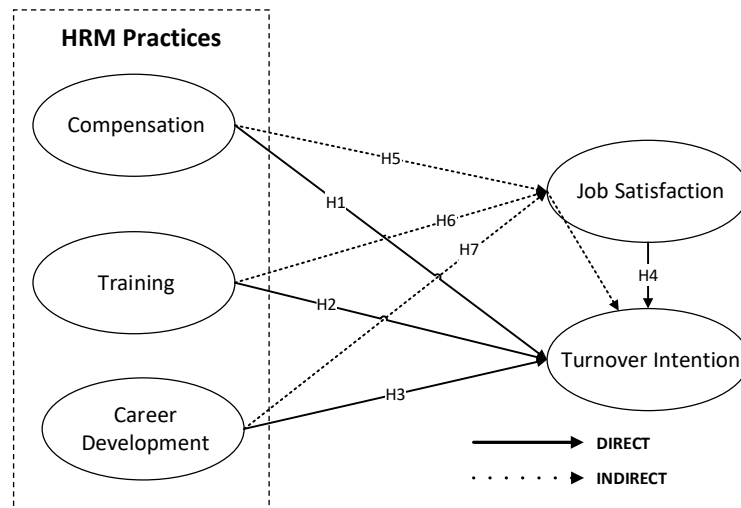 HRM Practices
Compensation
H5
Job Satisfaction
H1
H6
H7
Training
H4
H2
Turnover Intention
H3
Career
Development
DIRECT
INDIRECT